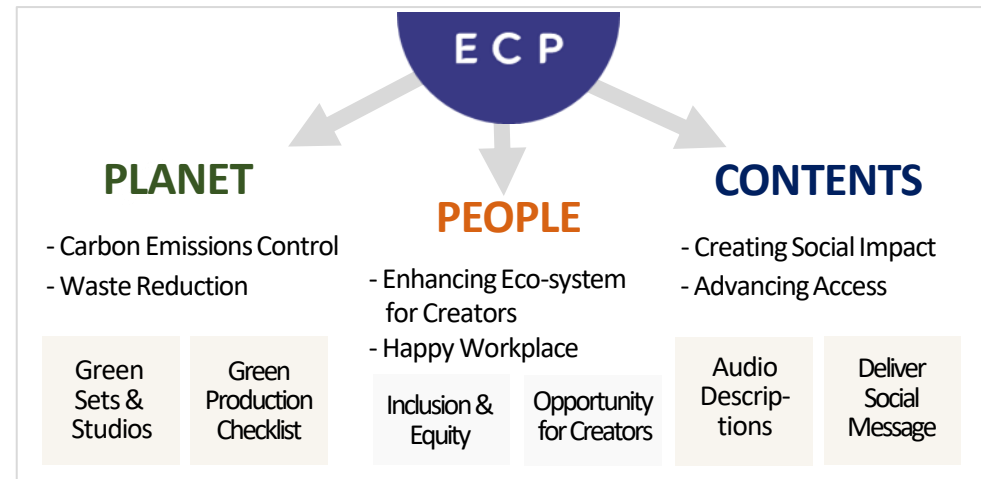 E C P
PLANET
- Carbon Emissions Control
- Waste Reduction
Green
Sets &
Studios
Green
Production
Checklist
PEOPLE
- Enhancing Eco-system
for Creators
- Happy Workplace
Inclusion &
Equity
Opportunity
for Creators
CONTENTS
- Creating Social Impact
- Advancing Access
Audio
Descrip-
tions
Deliver
Social
Message